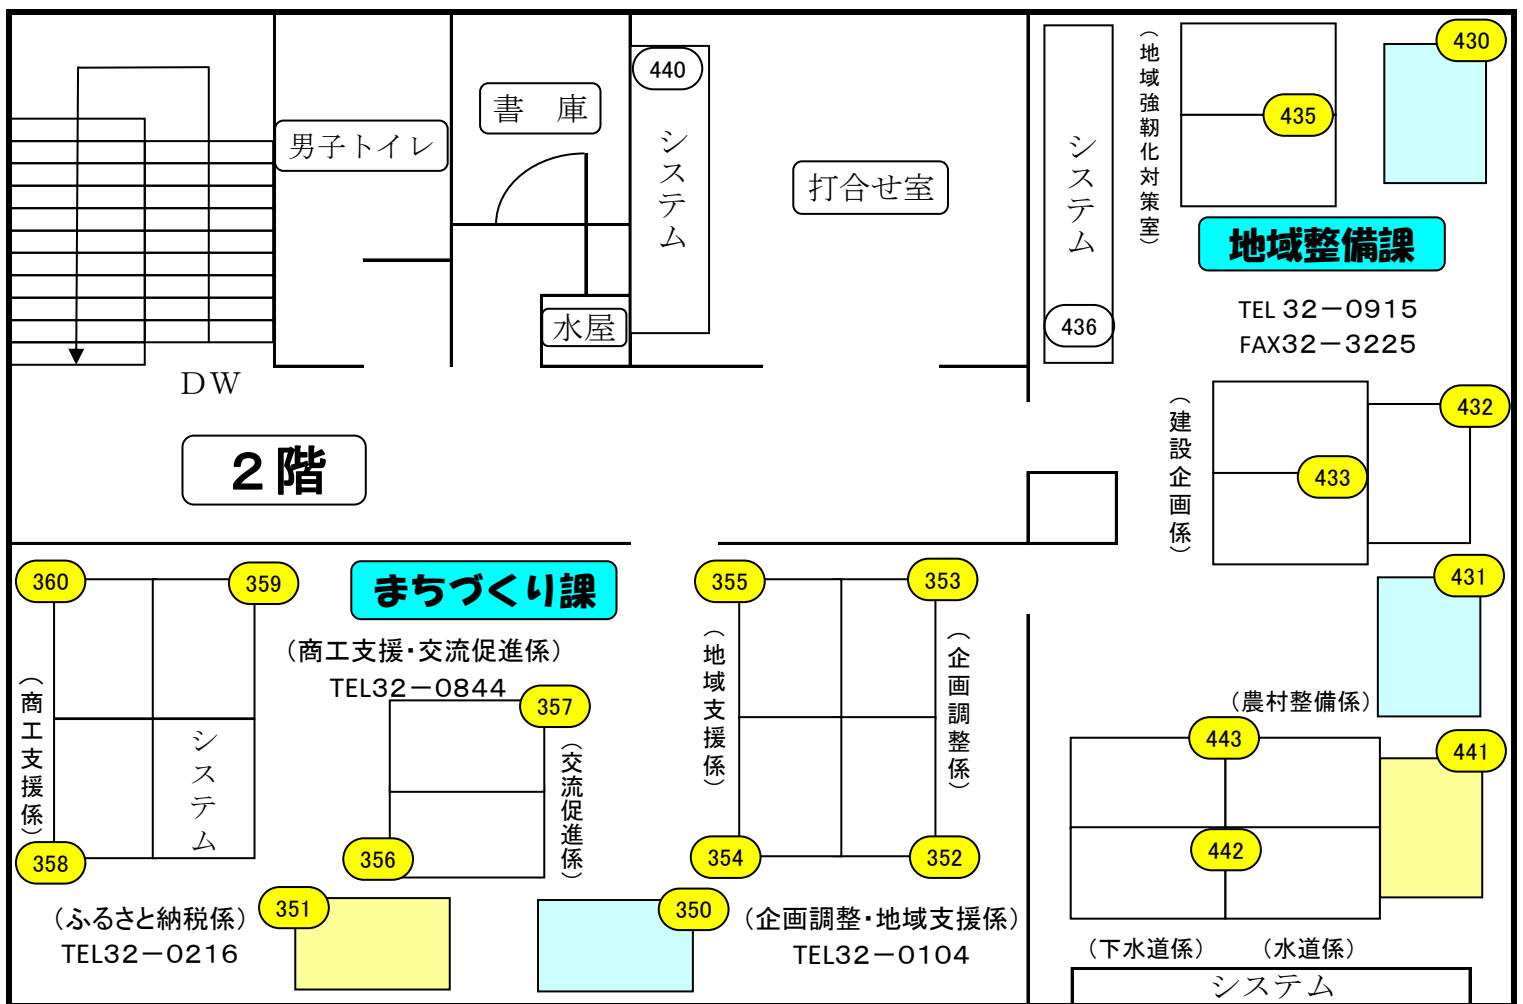 440
書　庫
男子トイレ
システム
打合せ室
水屋
DW
２階
システム
436
（地域強靭化対策室）
430
435
地域整備課
TEL 32－0915
FAX32－3225
（建設企画係）
432
433
431
（農村整備係）
443
441
442
（下水道係）
（水道係）
システム
360
359
まちづくり課
（商工支援・交流促進係）
TEL32－0844
（商工支援係）
システム
358
357
（交流促進係）
356
355
353
（地域支援係）
（企画調整係）
354
352
（ふるさと納税係）
TEL32－0216
351
350
（企画調整・地域支援係）
TEL32－0104